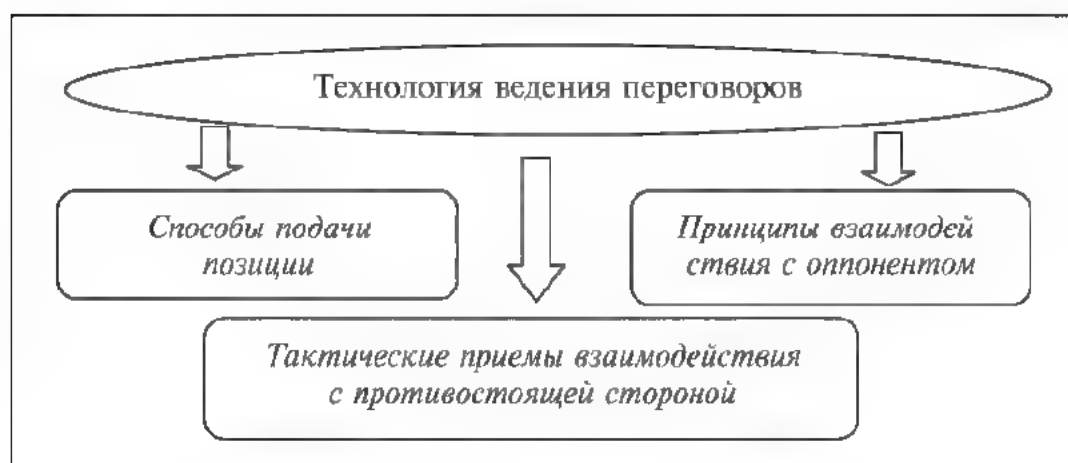 Технология ведения переговоров
Способы подачи
позиции
Принципы взаимодей
ствия с оппонентом
Тактические приемы взаимодействия
с противостоящей стороной